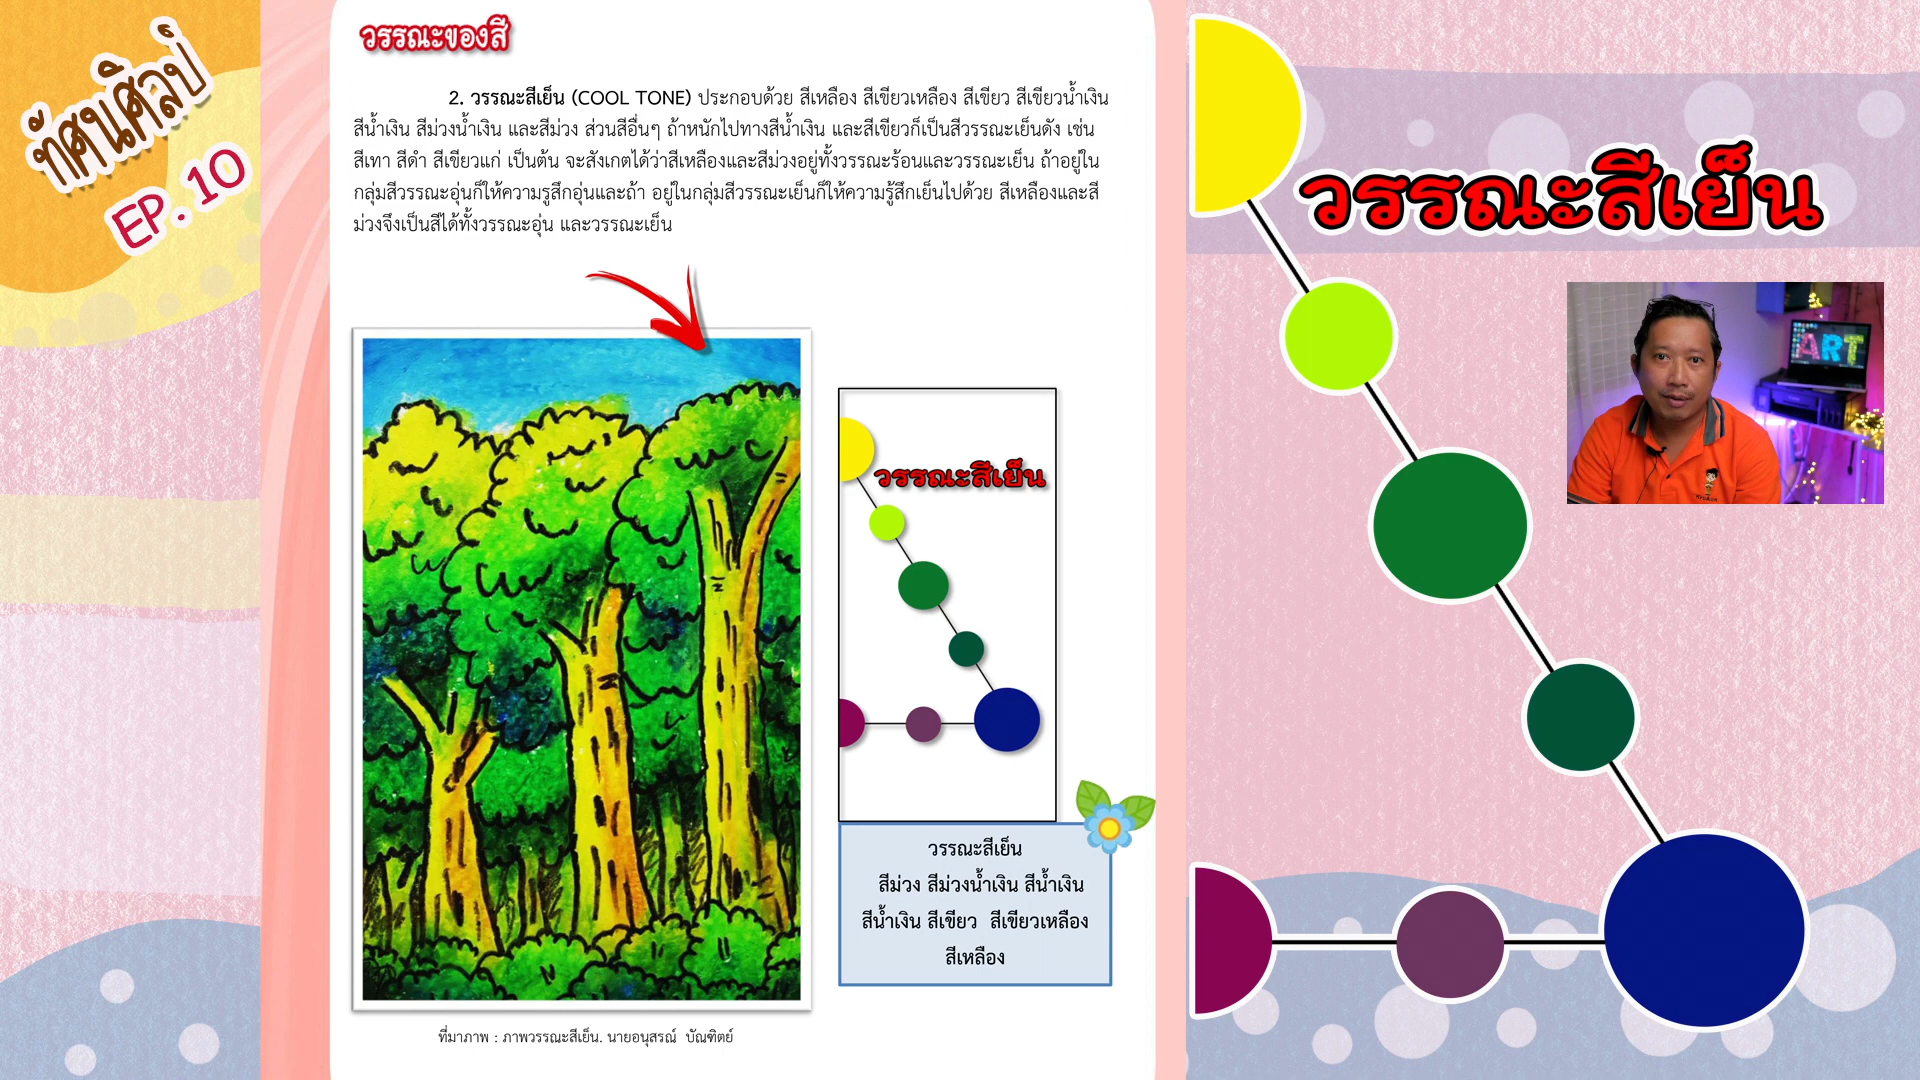 ทัศนศิลป์
EP. 10
วรรณะของสี
2. วรรณะสีเย็น (COOL TONE) ประกอบด้วย สีเหลือง สีเขียวเหลือง สีเขียว สีเขียวน้ำเงิน
สีน้ำเงิน สีม่วงน้ำเงิน และสีม่วง ส่วนสีอื่นๆ ถ้าหนักไปทางสีน้ำเงิน และสีเขียวก็เป็นสีวรรณะเย็นดัง เช่น
สีเทา สีดำ สีเขียวแก่ เป็นต้น จะสังเกตได้ว่าสีเหลืองและสีม่วงอยู่ทั้งวรรณะร้อนและวรรณะเย็น ถ้าอยู่ใน
กลุ่มสีวรรณะอุ่นก็ให้ความรู้สึกอุ่นและถ้า อยู่ในกลุ่มสีวรรณะเย็นก็ให้ความรู้สึกเย็นไปด้วย สีเหลืองและสี
ม่วงจึงเป็นสีได้ทั้งวรรณะอุ่น และวรรณะเย็น
วรรณะสีเย็น
วรรณะสีเย็น
สีม่วง สีม่วงน้ำเงิน สีน้ำเงิน
สีน้ำเงิน สีเขียว สีเขียวเหลือง
สีเหลือง
ที่มาภาพ : ภาพวรรณะสีเย็น. นายอนุสรณ์ บัณฑิตย์
วรรณะสีเย็น
ART